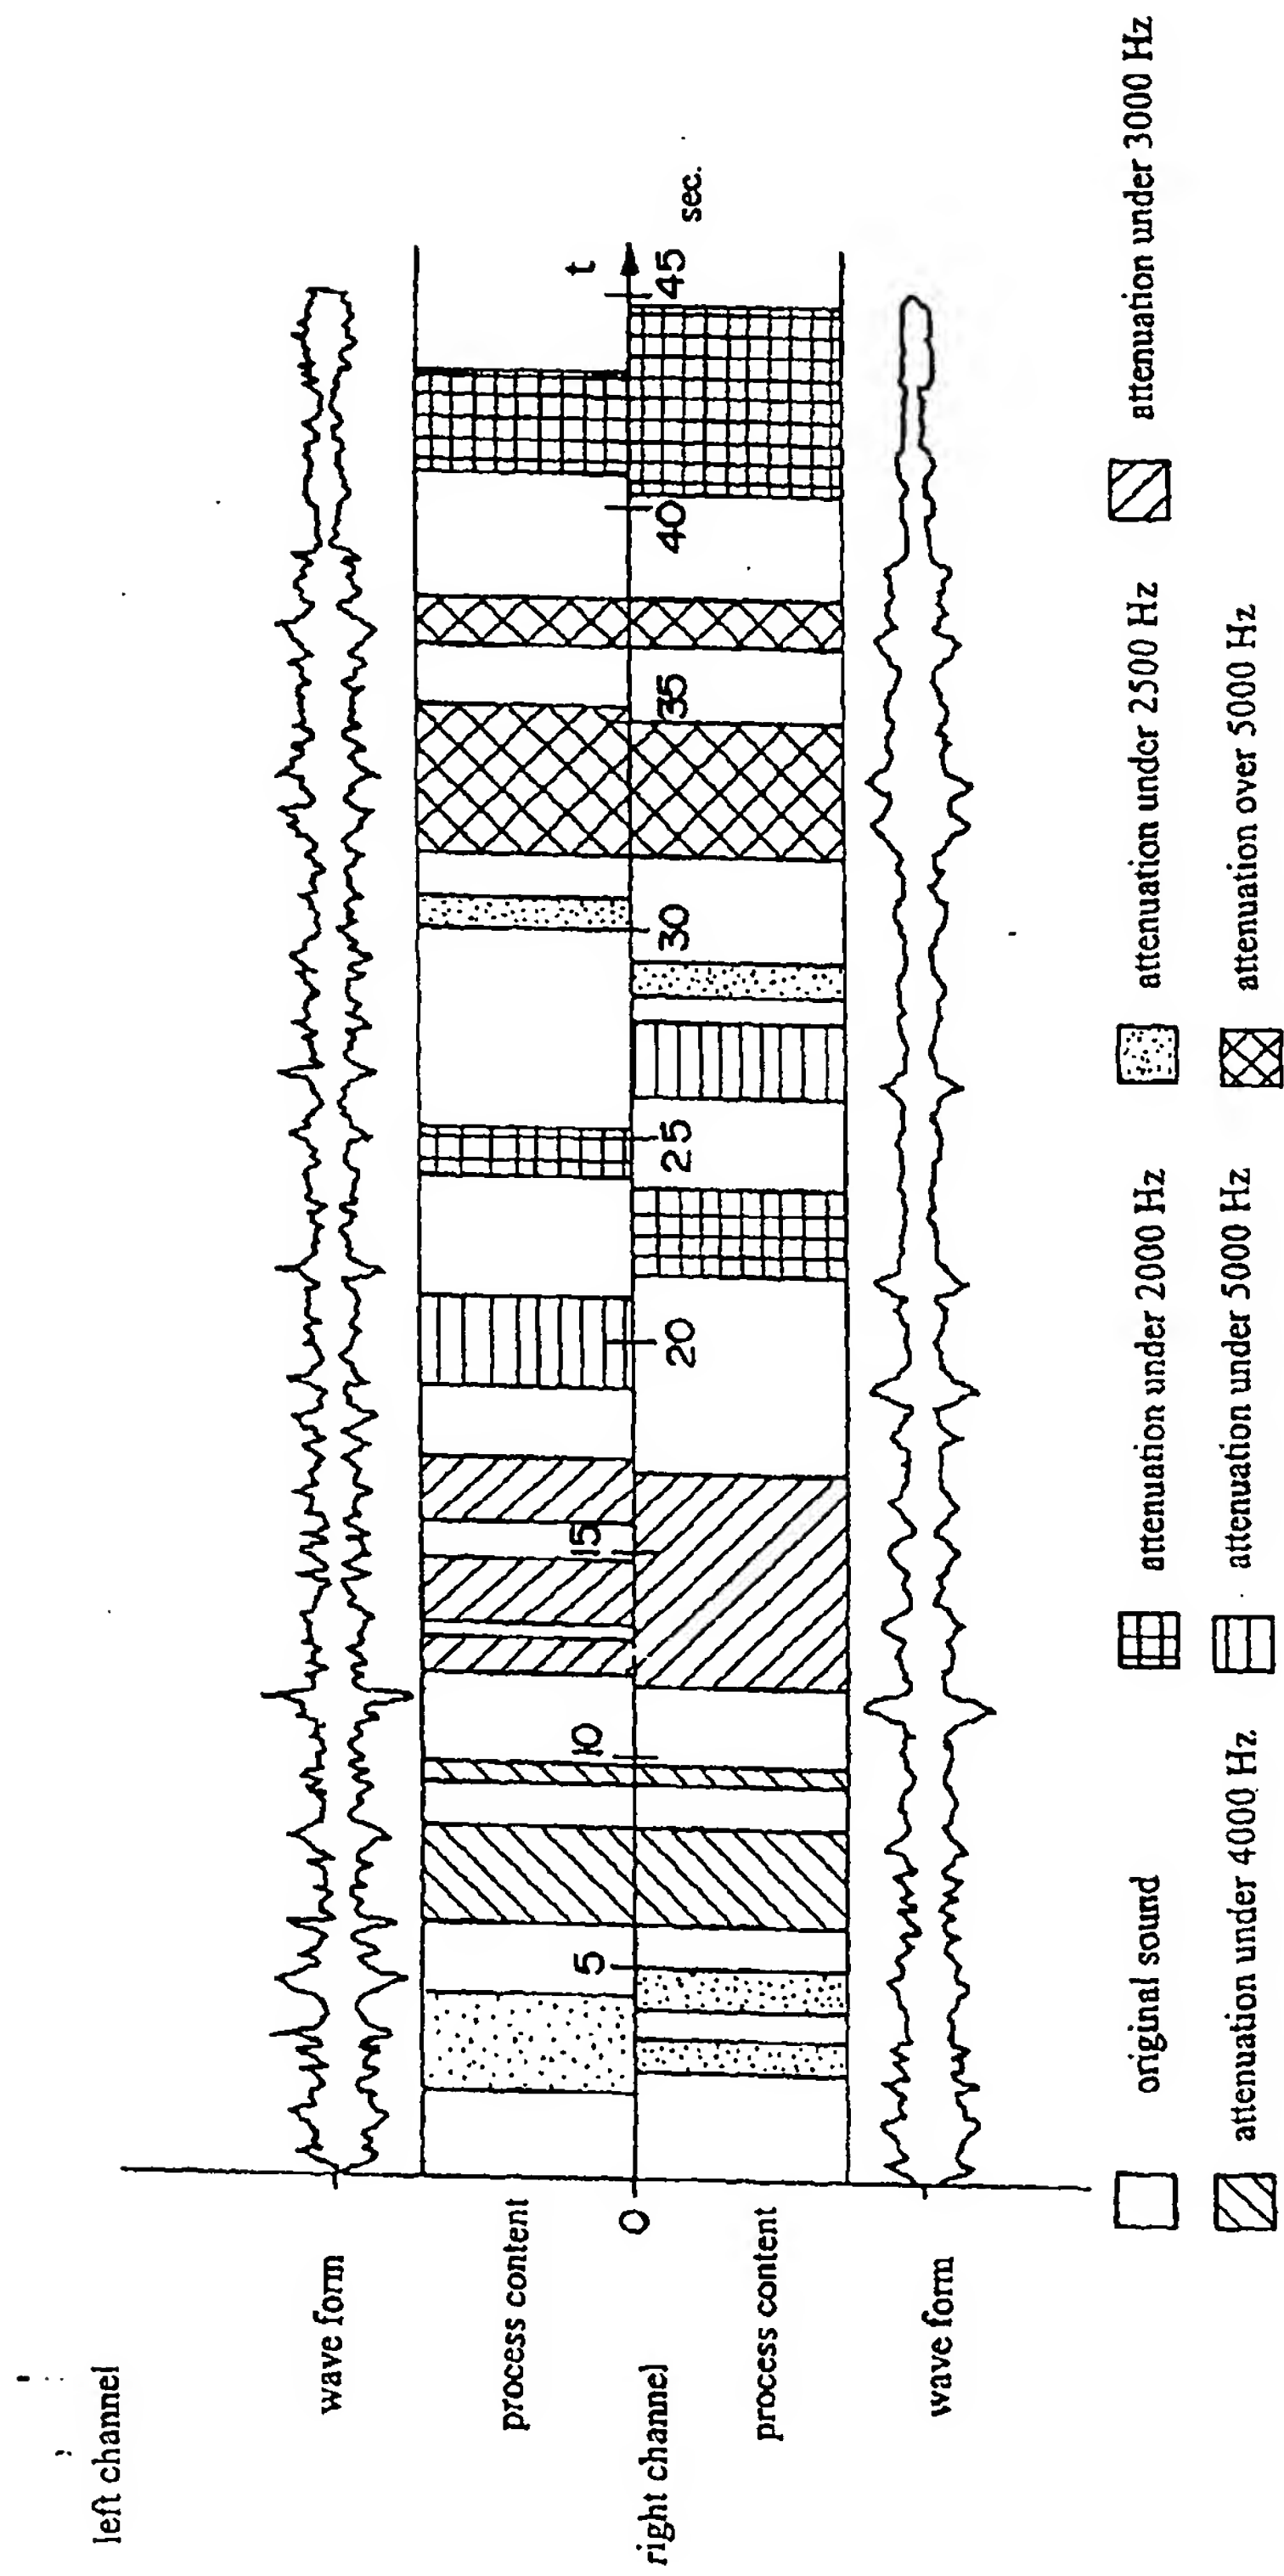 left channel
wave form
process content
t
0
5
10
15
20
25
30
35
40
45
sec.
right channel
process content
wave form
original sound
attenuation under 2000 Hz
attenuation under 2500 Hz
attenuation under 3000 Hz
attenuation under 4000 Hz
attenuation under 5000 Hz
attenuation over 5000 Hz